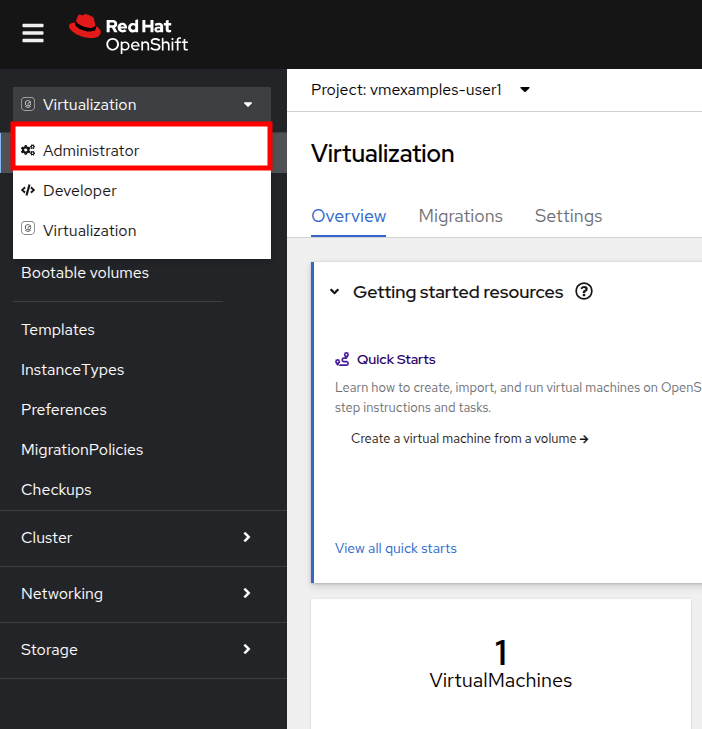 Red Hat
OpenShift
Virtualization
Administrator
Developer
Virtualization
Bootable volumes
Templates
InstanceTypes
Preferences
MigrationPolicies
Checkups
Cluster
Networking
Storage
Project: vmexamples-user1
Virtualization
Overview Migrations Settings
Getting started resources
Quick Starts
Learn how to create, import, and run virtual machines on OpenS
step instructions and tasks.
Create a virtual machine from a volume
View all quick starts
1
VirtualMachines